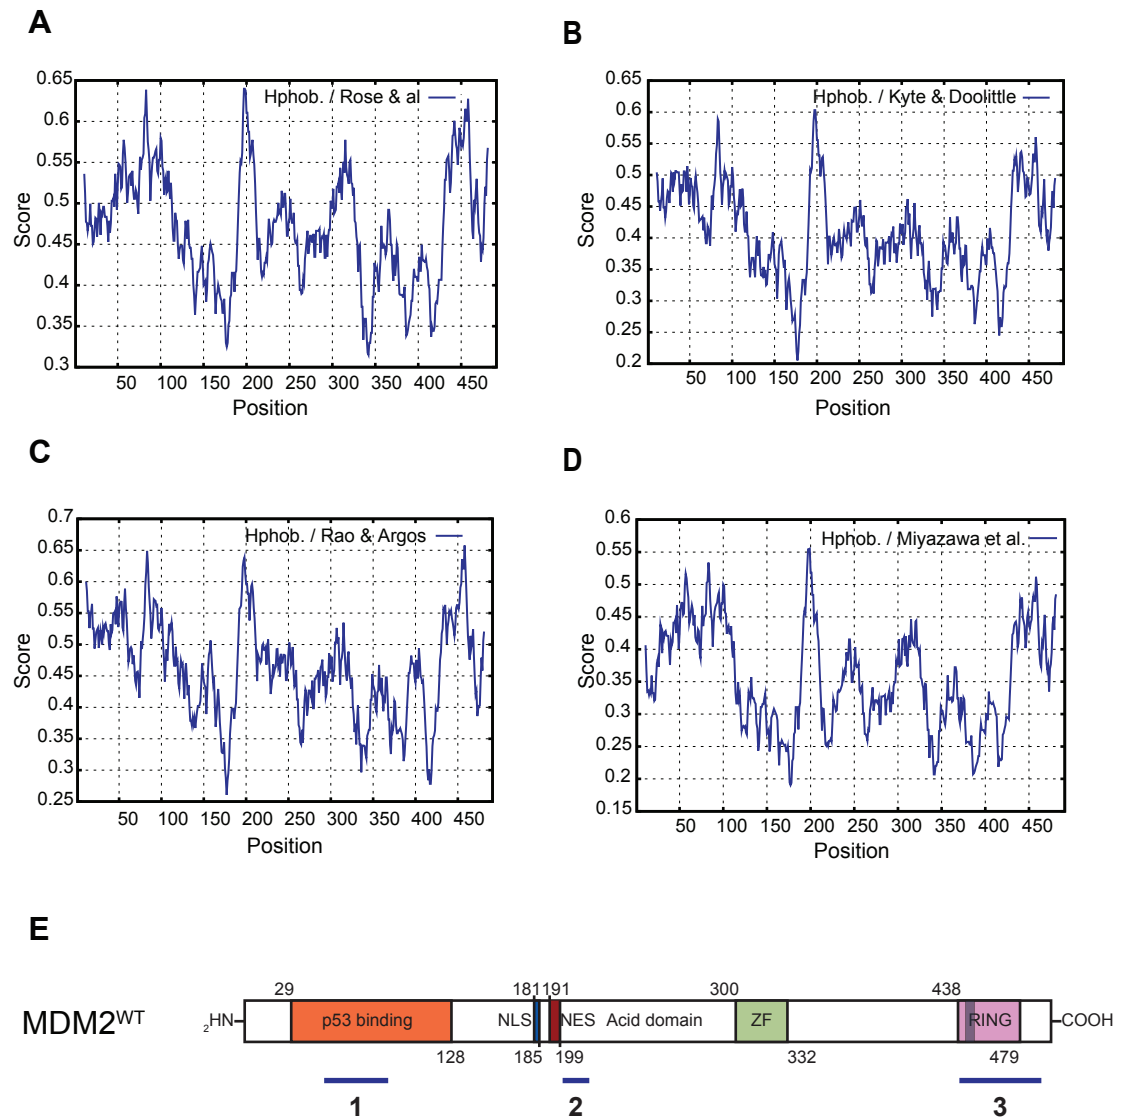 A
0.65
0.6
0.55
0.5
0.45
0.4
0.35
0.3
Score
Hphob. / Rose & al
50 100 150 200 250 300 350 400 450
Position
B
0.65
0.6
0.55
0.5
0.45
0.4
0.35
0.3
0.25
0.2
Score
Hphob. / Kyte & Doolittle
50 100 150 200 250 300 350 400 450
Position
C
0.7
0.65
0.6
0.55
0.5
0.45
0.4
0.35
0.3
0.25
Score
Hphob. / Rao & Argos
50 100 150 200 250 300 350 400 450
Position
D
0.6
0.55
0.5
0.45
0.4
0.35
0.3
0.25
0.2
0.15
Score
Hphob. / Miyazawa et al.
50 100 150 200 250 300 350 400 450
Position
E
29 181 191 300 438
MDM2WT 2HN p53 binding NLS NES Acid domain ZF RING COOH
128 185 199 332 479
1 2 3